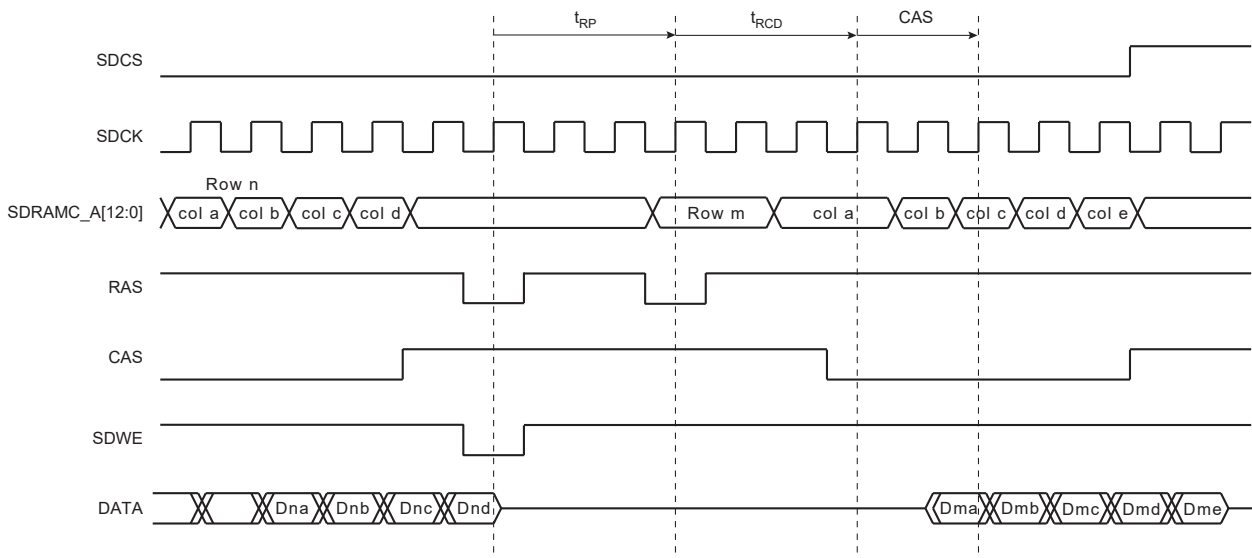 tRP tRCD CAS
SDCS
SDCK
Row n
SDRAMC_A[12:0] col a col b col c col d Row m col a col b col c col d col e
RAS
CAS
SDWE
DATA Dna Dnb Dnc Dnd Dma Dmb Dmc Dmd Dme